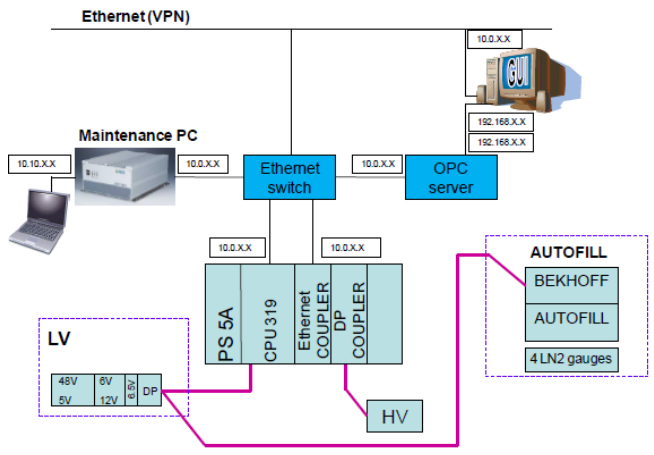 Ethernet (VPN)
10.0.X.X
GUI
192.168.X.X
192.168.X.X
Maintenance PC
10.10.X.X
10.0.X.X
Ethernet
switch
10.0.X.X
OPC
server
10.0.X.X
10.0.X.X
PS 5A
CPU 319
Ethernet
COUPLER
DP
COUPLER
AUTOFILL
BEKHOFF
AUTOFILL
4 LN2 gauges
LV
48V
6V
6.5V
DP
5V
12V
HV